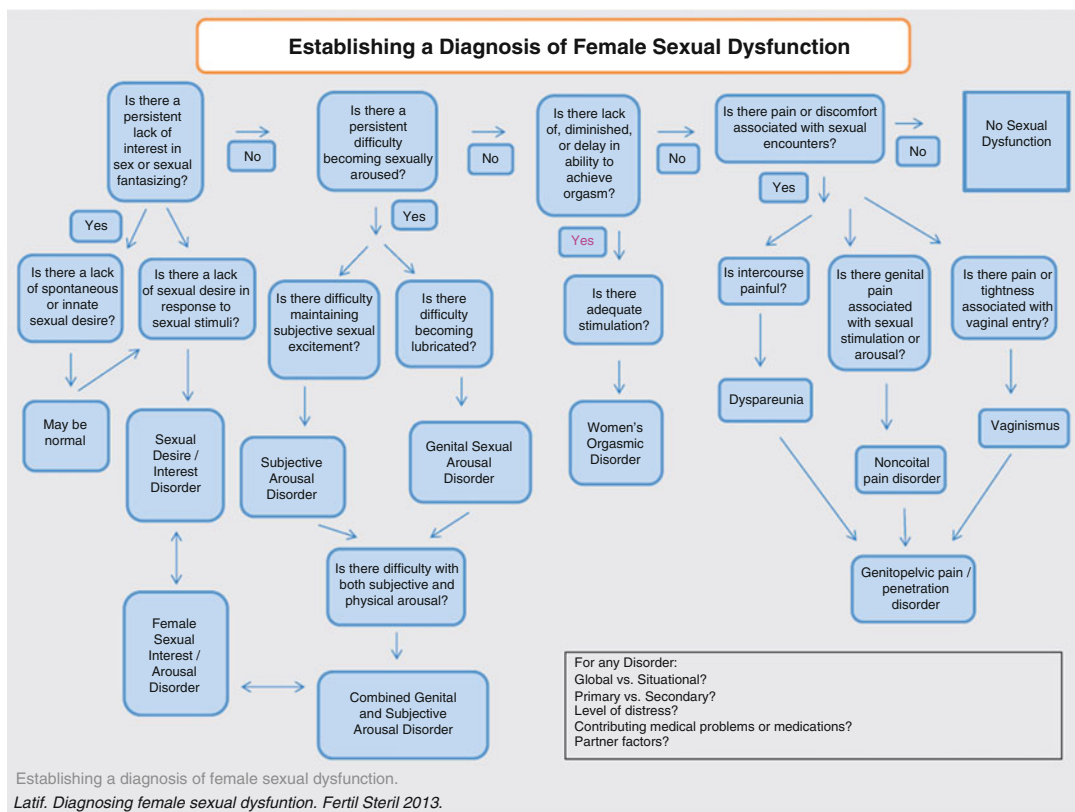 Establishing a Diagnosis of Female Sexual Dysfunction
Is there a
persistent
lack of
interest in
sex or sexual
fantasizing?
No
Is there a
persistent
difficulty
becoming sexually
aroused?
No
Is there lack
of, diminished,
or delay in
ability to
achieve
orgasm?
No
Is there pain or discomfort
associated with sexual
encounters?
No
No Sexual
Dysfunction
Yes
Yes
Yes
Yes
Is there a lack
of spontaneous
or innate
sexual desire?
Is there a lack
of sexual desire in
response to
sexual stimuli?
Is there difficulty
maintaining
subjective sexual
excitement?
Is there
difficulty
becoming
lubricated?
Is there
adequate
stimulation?
Is intercourse
painful?
Is there genital
pain
associated
with sexual
stimulation or
arousal?
Is there pain or
tightness
associated with
vaginal entry?
May be
normal
Sexual
Desire /
Interest
Disorder
Subjective
Arousal
Disorder
Genital Sexual
Arousal
Disorder
Women's
Orgasmic
Disorder
Dyspareunia
Noncoital
pain disorder
Vaginismus
Is there difficulty with
both subjective and
physical arousal?
Genitopelvic pain /
penetration
disorder
Female
Sexual
Interest /
Arousal
Disorder
Combined Genital
and Subjective
Arousal Disorder
For any Disorder:
Global vs. Situational?
Primary vs. Secondary?
Level of distress?
Contributing medical problems or medications?
Partner factors?
Establishing a diagnosis of female sexual dysfunction.
Latif. Diagnosing female sexual dysfuntion. Fertil Steril 2013.